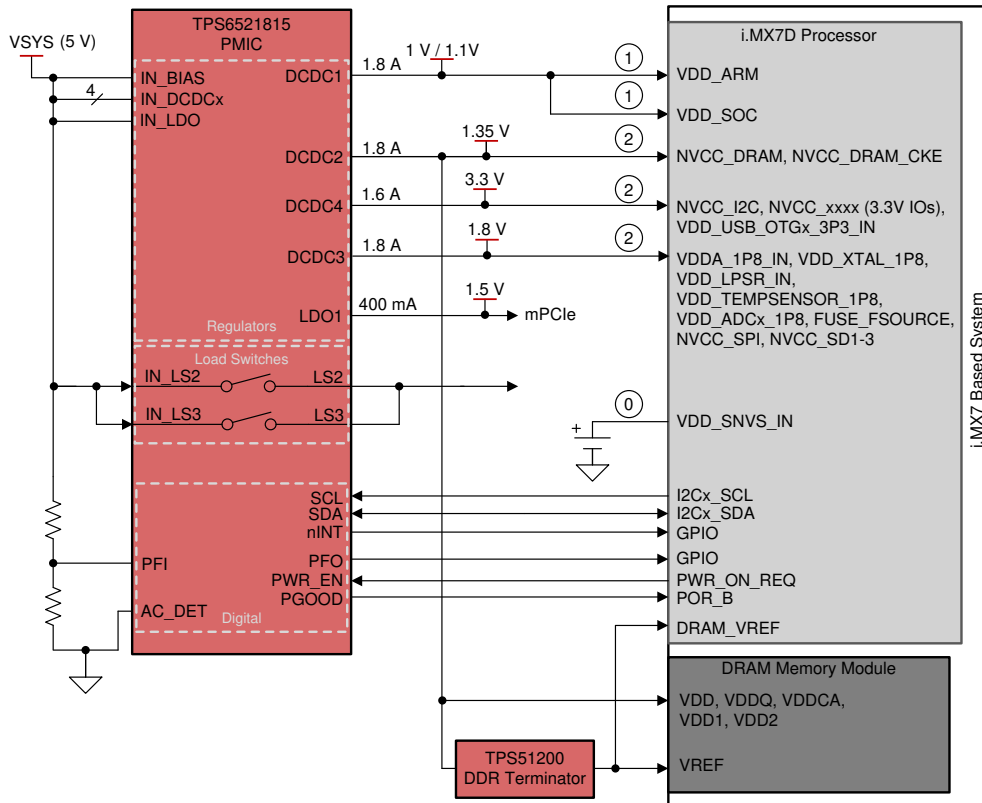 TPS6521815
PMIC
VSYS (5 V)
IN_BIAS
4
IN_DCDCx
IN_LDO
DCDC1
1.8 A
1 V / 1.1V
DCDC2
1.8 A
1.35 V
DCDC4
1.6 A
3.3 V
DCDC3
1.8 A
1.8 V
LDO1
400 mA
1.5 V
mPCIe
Regulators
Load Switches
IN_LS2
LS2
IN_LS3
LS3
SCL
SDA
nINT
PFI
PFO
PWR_EN
PGOOD
AC_DET
Digital
i.MX7D Processor
1
VDD_ARM
1
VDD_SOC
2
NVCC_DRAM, NVCC_DRAM_CKE
2
NVCC_I2C, NVCC_xxxx (3.3V IOs),
VDD_USB_OTGx_3P3_IN
2
VDDA_1P8_IN, VDD_XTAL_1P8,
VDD_LPSR_IN,
VDD_TEMPSENSOR_1P8,
VDD_ADCx_1P8, FUSE_FSOURCE,
NVCC_SPI, NVCC_SD1-3
0
+
VDD_SNVS_IN
I2Cx_SCL
I2Cx_SDA
GPIO
GPIO
PWR_ON_REQ
POR_B
DRAM_VREF
i.MX7 Based System
DRAM Memory Module
VDD, VDDQ, VDDCA,
VDD1, VDD2
VREF
TPS51200
DDR Terminator